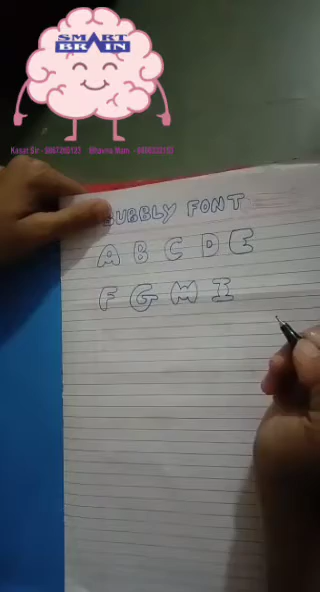 SMART
BRAIN
BUBBLY FONT
A B C D E
F G H I